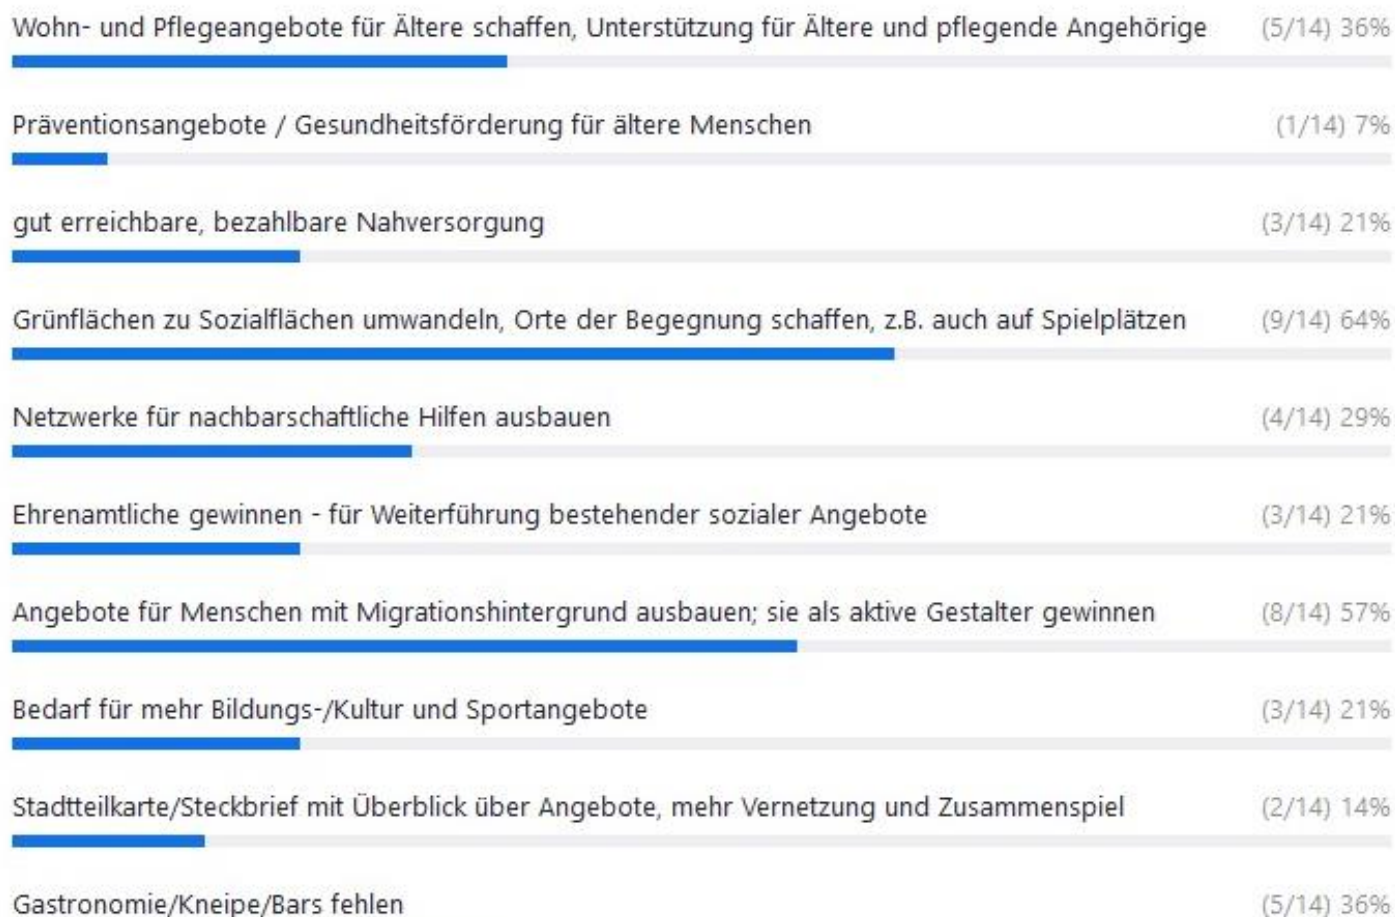 Wohn- und Pflegeangebote für Ältere schaffen, Unterstützung für Ältere und pflegende Angehörige (5/14) 36%
Präventionsangebote / Gesundheitsförderung für ältere Menschen (1/14) 7%
gut erreichbare, bezahlbare Nahversorgung (3/14) 21%
Grünflächen zu Sozialflächen umwandeln, Orte der Begegnung schaffen, z.B. auch auf Spielplätzen (9/14) 64%
Netzwerke für nachbarschaftliche Hilfen ausbauen (4/14) 29%
Ehrenamtliche gewinnen - für Weiterführung bestehender sozialer Angebote (3/14) 21%
Angebote für Menschen mit Migrationshintergrund ausbauen; sie als aktive Gestalter gewinnen (8/14) 57%
Bedarf für mehr Bildungs-/Kultur und Sportangebote (3/14) 21%
Stadtteilkarte/Steckbrief mit Überblick über Angebote, mehr Vernetzung und Zusammenspiel (2/14) 14%
Gastronomie/Kneipe/Bars fehlen (5/14) 36%